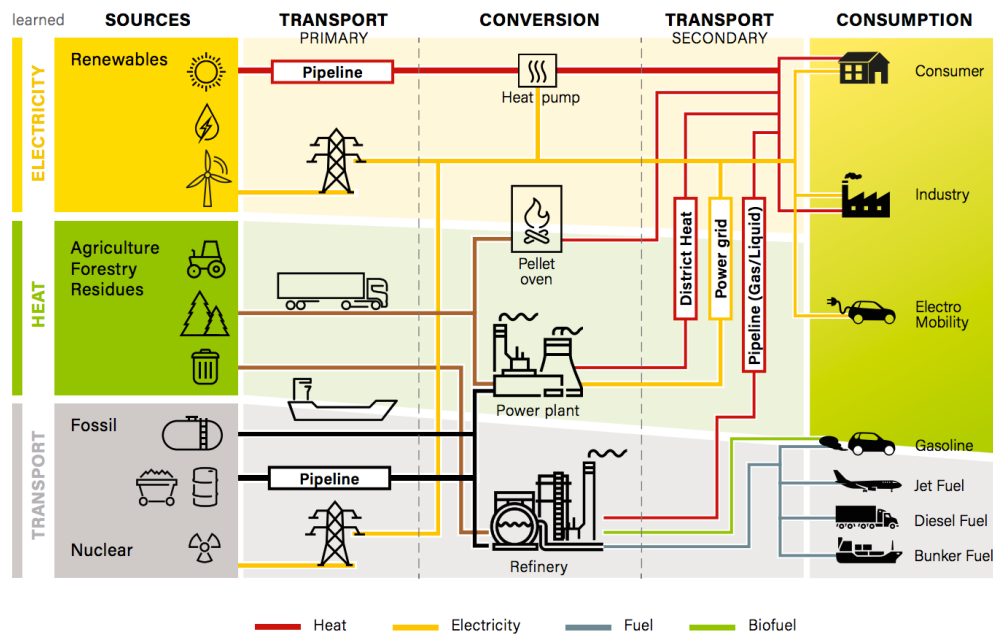 learned
SOURCES
TRANSPORT
PRIMARY
CONVERSION
TRANSPORT
SECONDARY
CONSUMPTION
ELECTRICITY
Renewables
Pipeline
Heat pump
Consumer
Industry
HEAT
Agriculture
Forestry
Residues
Pellet
oven
District Heat
Power grid
Pipeline (Gas/Liquid)
Electro
Mobility
Power plant
TRANSPORT
Fossil
Pipeline
Nuclear
Refinery
Gasoline
Jet Fuel
Diesel Fuel
Bunker Fuel
Heat
Electricity
Fuel
Biofuel